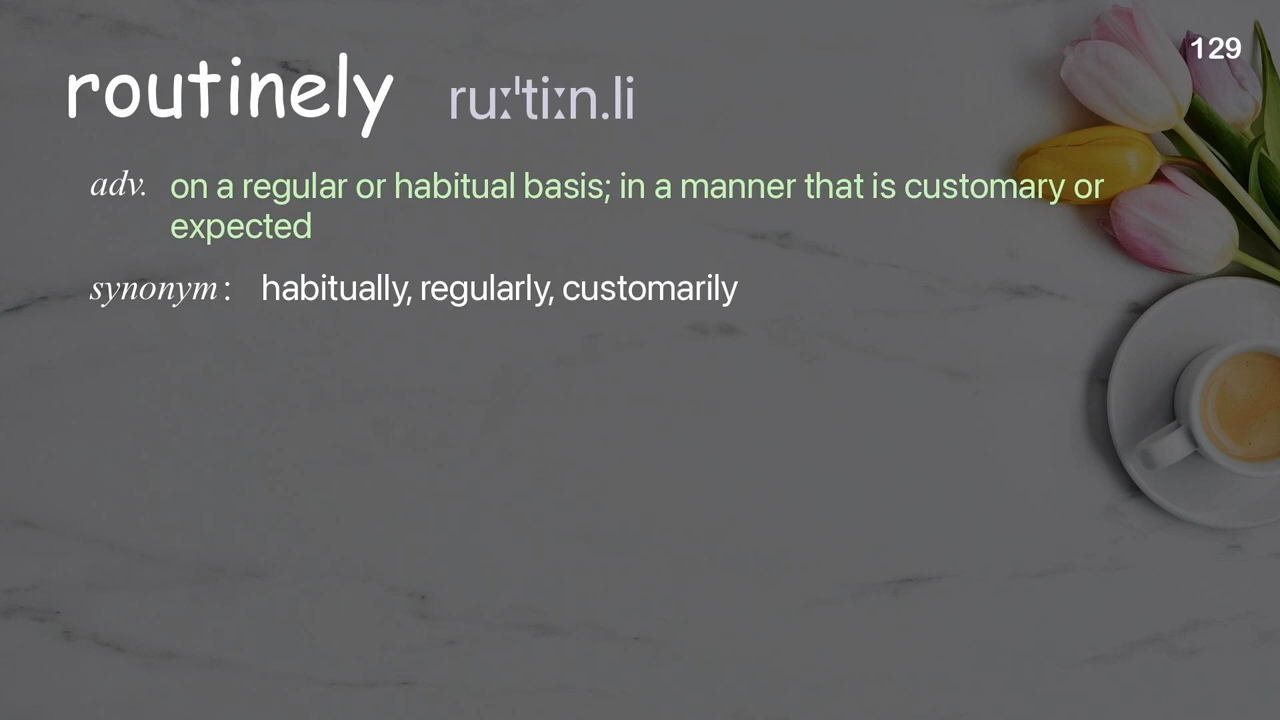 129
routinely ruːˈtiːn.li
adv. on a regular or habitual basis; in a manner that is customary or
expected
synonym: habitually, regularly, customarily